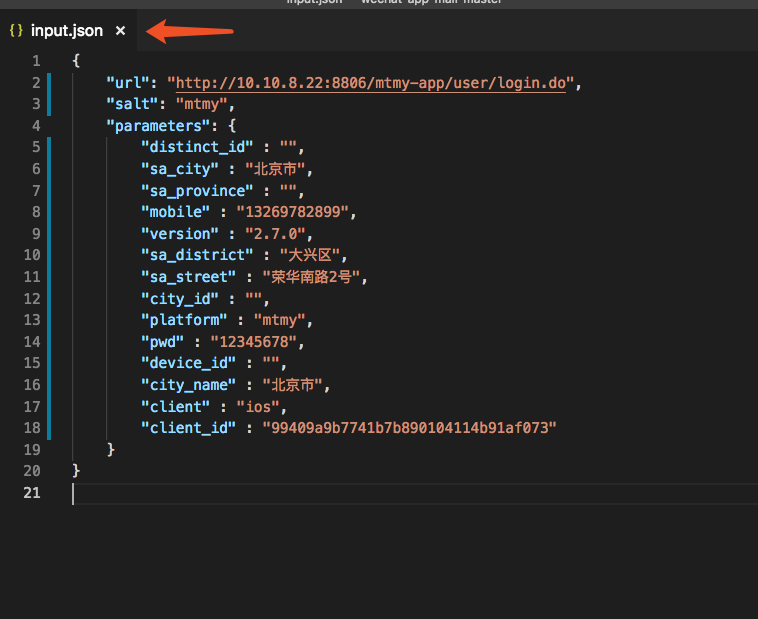 input.json — wechat-app-mall-master
{} input.json ×
1 {
2 "url": "http://10.10.8.22:8806/mtmy-app/user/login.do",
3 "salt": "mtmy",
4 "parameters": {
5 "distinct_id" : "",
6 "sa_city" : "北京市",
7 "sa_province" : "",
8 "mobile" : "13269782899",
9 "version" : "2.7.0",
10 "sa_district" : "大兴区",
11 "sa_street" : "荣华南路2号",
12 "city_id" : "",
13 "platform" : "mtmy",
14 "pwd" : "12345678",
15 "device_id" : "",
16 "city_name" : "北京市",
17 "client" : "ios",
18 "client_id" : "99409a9b7741b7b890104114b91af073"
19 }
20 }
21